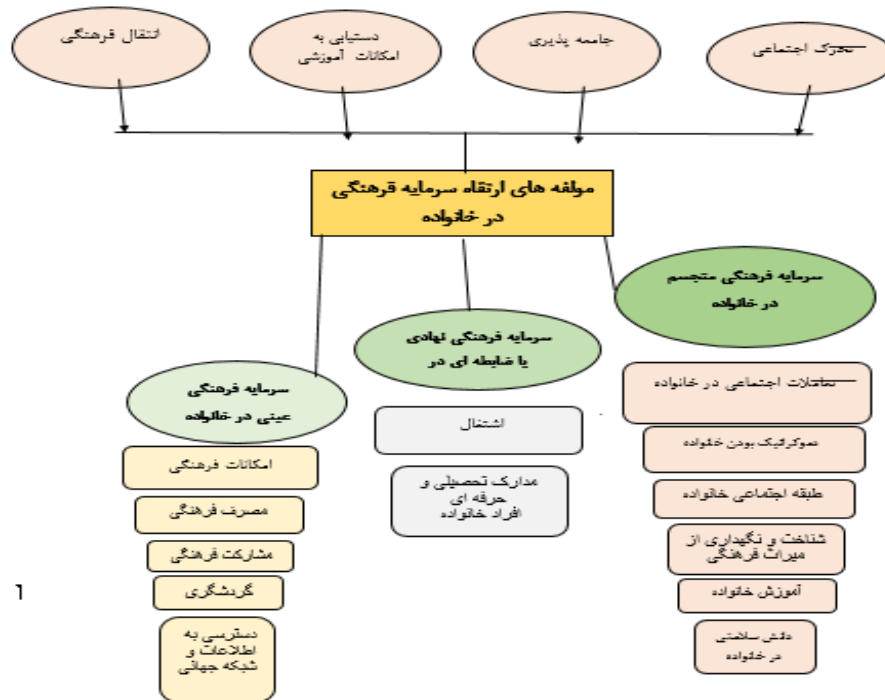 تحرک اجتماعی
جامعه پذیری
دستیابی به
امکانات آموزشی
انتقال فرهنگی
مولفه های ارتقاء سرمایه فرهنگی
در خانواده
سرمایه فرهنگی متجسم
در خانواده
تعاملات اجتماعی در خانواده
دموکراتیک بودن خانواده
طبقه اجتماعی خانواده
شناخت و نگهداری از
میراث فرهنگی
آموزش خانواده
دانش سلامتی
در خانواده
سرمایه فرهنگی نهادی
یا ضابطه ای در
اشتغال
مدارک تحصیلی و
حرفه ای
افراد خانواده
سرمایه فرهنگی
عینی در خانواده
امکانات فرهنگی
مصرف فرهنگی
مشارکت فرهنگی
گردشگری
دسترسی به
اطلاعات و
شبکه جهانی
1